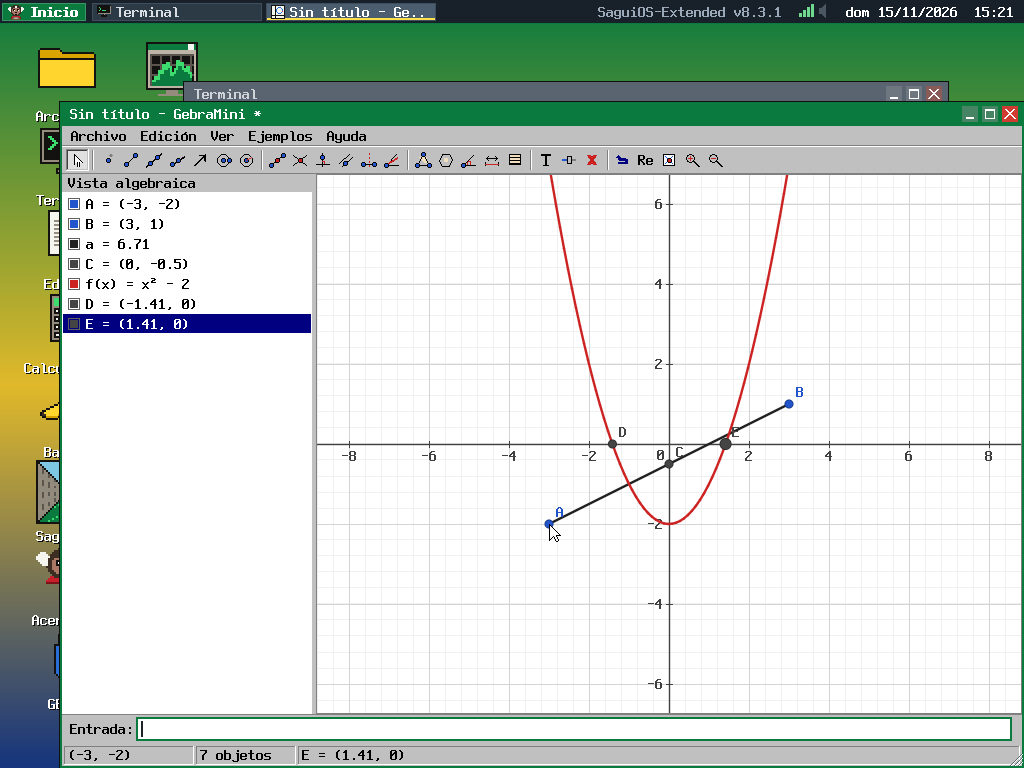 Inicio
Terminal
Sin título - Ge..
SaguiOS-Extended v8.3.1
dom 15/11/2026
15:21
Terminal
Sin título - GebraMini *
Archivo Edición Ver Ejemplos Ayuda
T
Re
Vista algebraica
A = (-3, -2)
B = (3, 1)
a = 6.71
C = (0, -0.5)
f(x) = x² - 2
D = (-1.41, 0)
E = (1.41, 0)
6
4
2
B
D
E
C
-8 -6 -4 -2 0 2 4 6 8
A
-2
-4
-6
Entrada:
(-3, -2)
7 objetos
E = (1.41, 0)